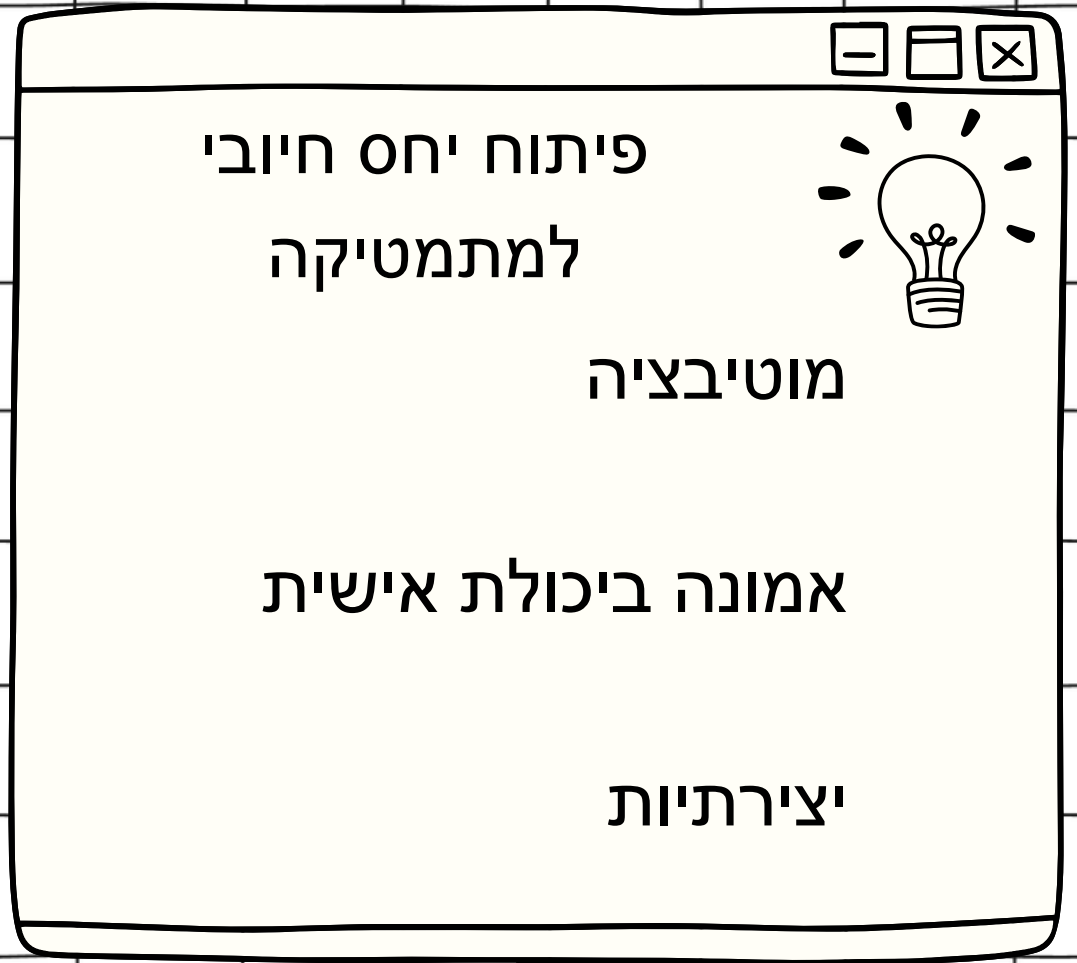 פיתוח יחס חיובי
למתמטיקה
מוטיבציה
אמונה ביכולת אישית
יצירתיות